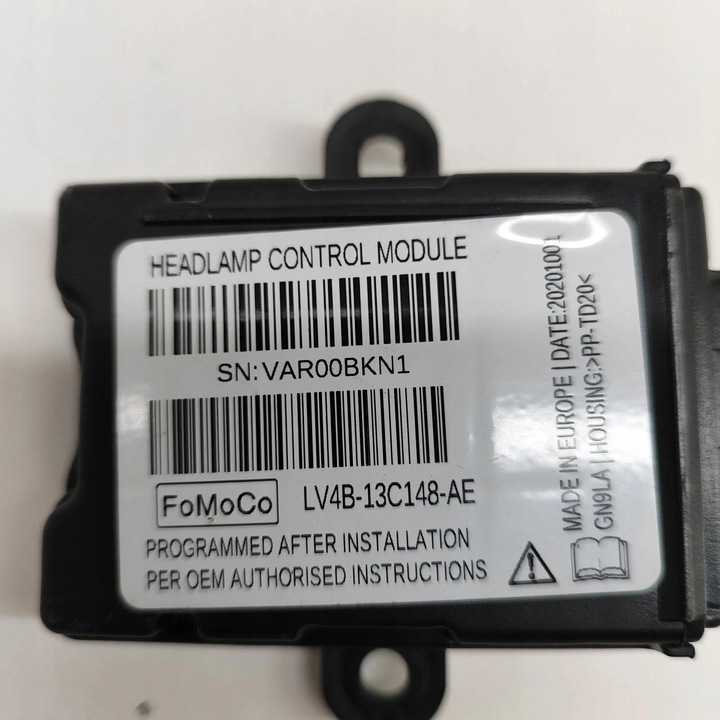 HEADLAMP CONTROL MODULE
SN:VAR00BKN1
FoMoCo
LV4B-13C148-AE
PROGRAMMED AFTER INSTALLATION
PER OEM AUTHORISED INSTRUCTIONS
MADE IN EUROPE | DATE:20201001
GN9LA | HOUSING:>PP-TD20<